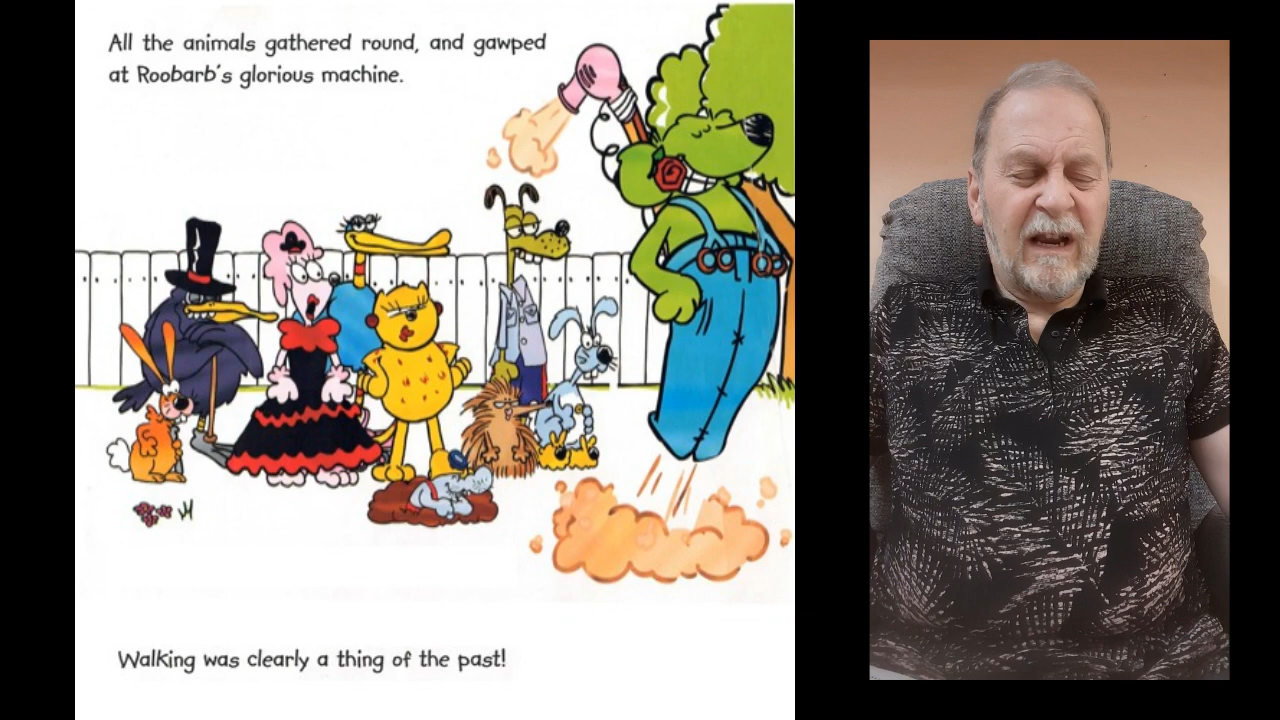 All the animals gathered round, and gawped
at Roobarb's glorious machine.
Walking was clearly a thing of the past!